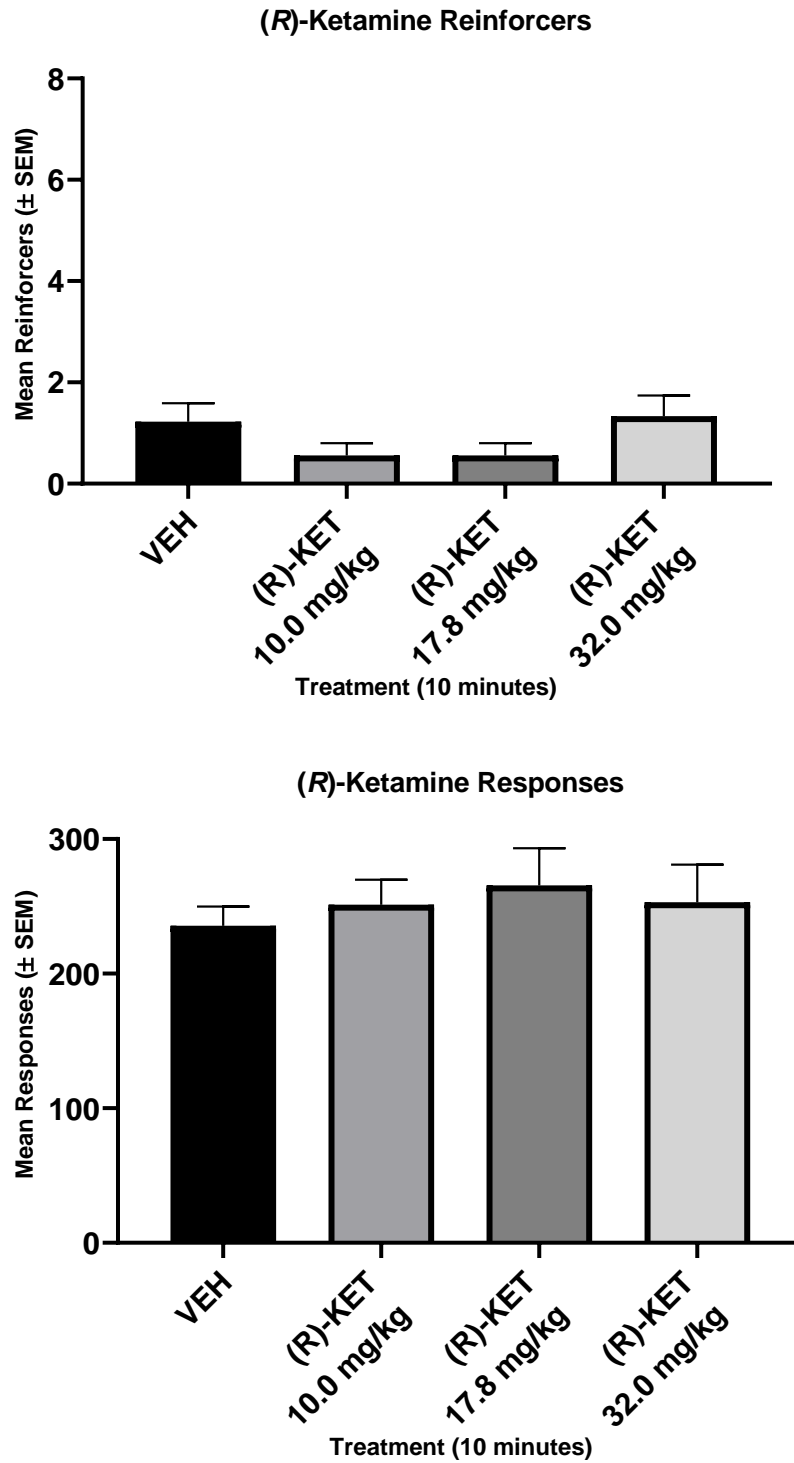 (R)-Ketamine Reinforcers
Mean Reinforcers (± SEM)
8
6
4
2
0
VEH
(R)-KET
10.0 mg/kg
(R)-KET
17.8 mg/kg
(R)-KET
32.0 mg/kg
Treatment (10 minutes)
(R)-Ketamine Responses
Mean Responses (± SEM)
300
200
100
0
VEH
(R)-KET
10.0 mg/kg
(R)-KET
17.8 mg/kg
(R)-KET
32.0 mg/kg
Treatment (10 minutes)